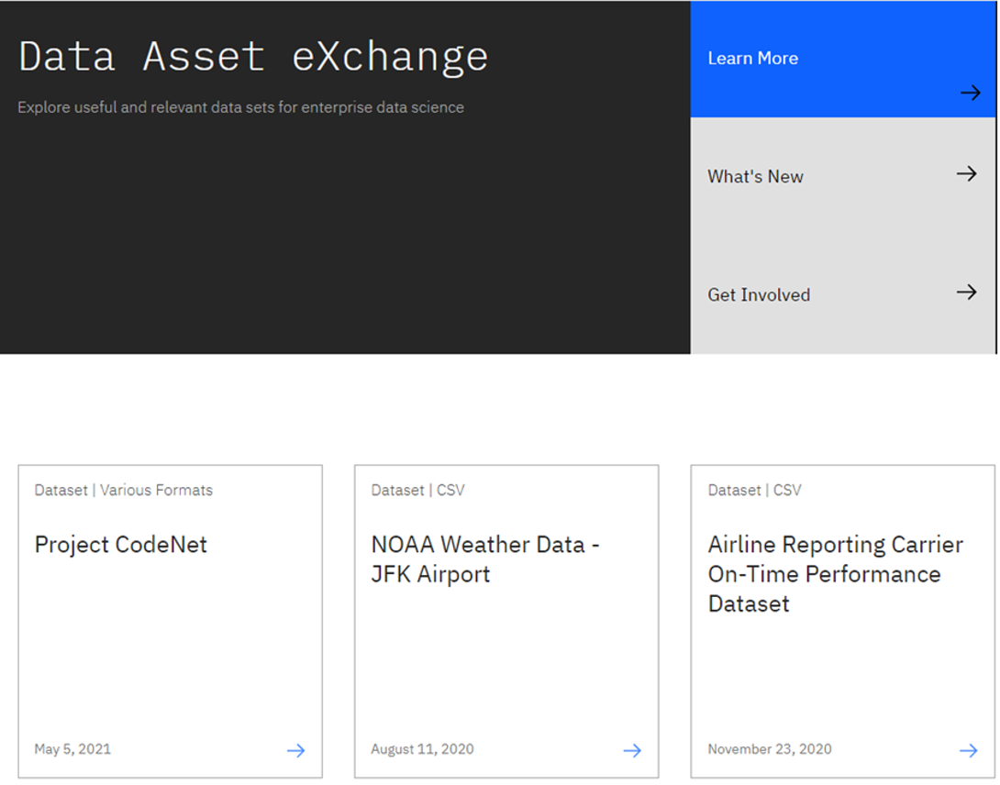 Data Asset eXchange
Explore useful and relevant data sets for enterprise data science
Learn More
What's New
Get Involved
Dataset | Various Formats
Project CodeNet
May 5, 2021
Dataset | CSV
NOAA Weather Data -
JFK Airport
August 11, 2020
Dataset | CSV
Airline Reporting Carrier
On-Time Performance
Dataset
November 23, 2020